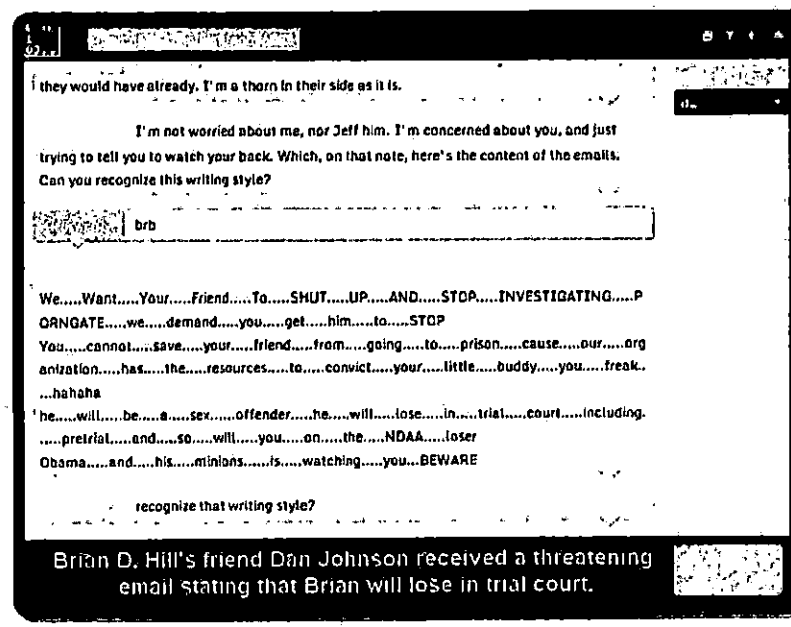 they would have already. I'm a thorn in their side as it is.
I'm not worried about me, nor Jeff him. I'm concerned about you, and just
trying to tell you to watch your back. Which, on that note, here's the content of the emails.
Can you recognize this writing style?
brb
We.....Want.....Your.....Friend.....To.....SHUT.....UP.....AND.....STOP.....INVESTIGATING.....P
ORNGATE.....we.....demand.....you.....get.....him.....to.....STOP
You.....cannot.....save.....your.....friend.....from.....going.....to.....prison.....cause.....our.....org
anization.....has.....the.....resources.....to.....convict.....your.....little.....buddy.....you.....freak..
...hahaha
he.....will.....be.....a.....sex.....offender.....he.....will.....lose.....in.....trial.....court.....including.
.....pretrial.....and.....so.....will.....you.....on.....the.....NDAA.....loser
Obama.....and.....his.....minions......is.....watching.....you...BEWARE
recognize that writing style?
Brian D. Hill's friend Dan Johnson received a threatening
email stating that Brian will lose in trial court.